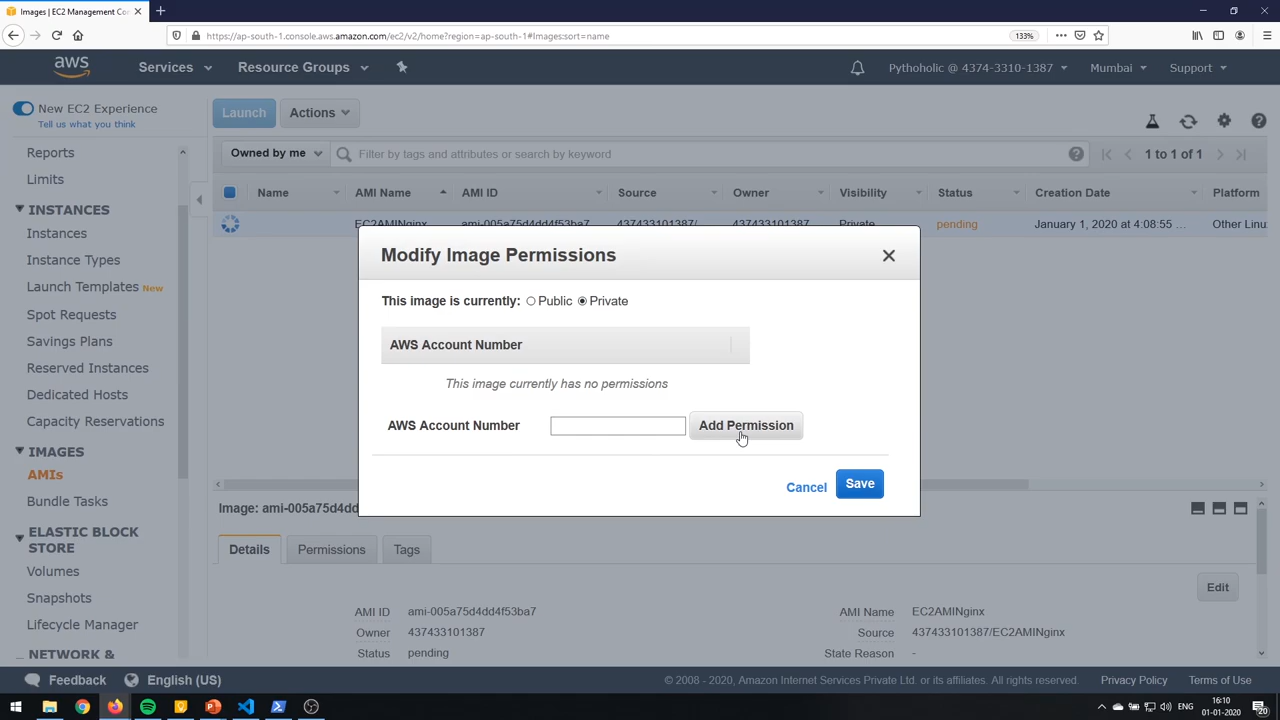 Images | EC2 Management Con
https://ap-south-1.console.aws.amazon.com/ec2/v2/home?region=ap-south-1#Images:sort=name
133%
aws
Services
Resource Groups
Pythoholic @ 4374-3310-1387
Mumbai
Support
New EC2 Experience
Tell us what you think
Reports
Limits
INSTANCES
Instances
Instance Types
Launch Templates New
Spot Requests
Savings Plans
Reserved Instances
Dedicated Hosts
Capacity Reservations
IMAGES
AMIs
Bundle Tasks
ELASTIC BLOCK
STORE
Volumes
Snapshots
Lifecycle Manager
NETWORK &
Launch
Actions
Owned by me
Filter by tags and attributes or search by keyword
1 to 1 of 1
Name
AMI Name
AMI ID
Source
Owner
Visibility
Status
Creation Date
Platform
EC2AMINginx
ami-005a75d4dd4f53ba7
437433101387/
437433101387
Private
pending
January 1, 2020 at 4:08:55 ...
Other Linu
Modify Image Permissions
This image is currently: Public Private
AWS Account Number
This image currently has no permissions
AWS Account Number
Add Permission
Cancel
Save
Image: ami-005a75d4dd
Details
Permissions
Tags
Edit
AMI ID ami-005a75d4dd4f53ba7
AMI Name EC2AMINginx
Owner 437433101387
Source 437433101387/EC2AMINginx
Status pending
State Reason -
Feedback
English (US)
© 2008 - 2020, Amazon Internet Services Private Ltd. or its affiliates. All rights reserved.
Privacy Policy
Terms of Use
ENG
16:10
01-01-2020
20